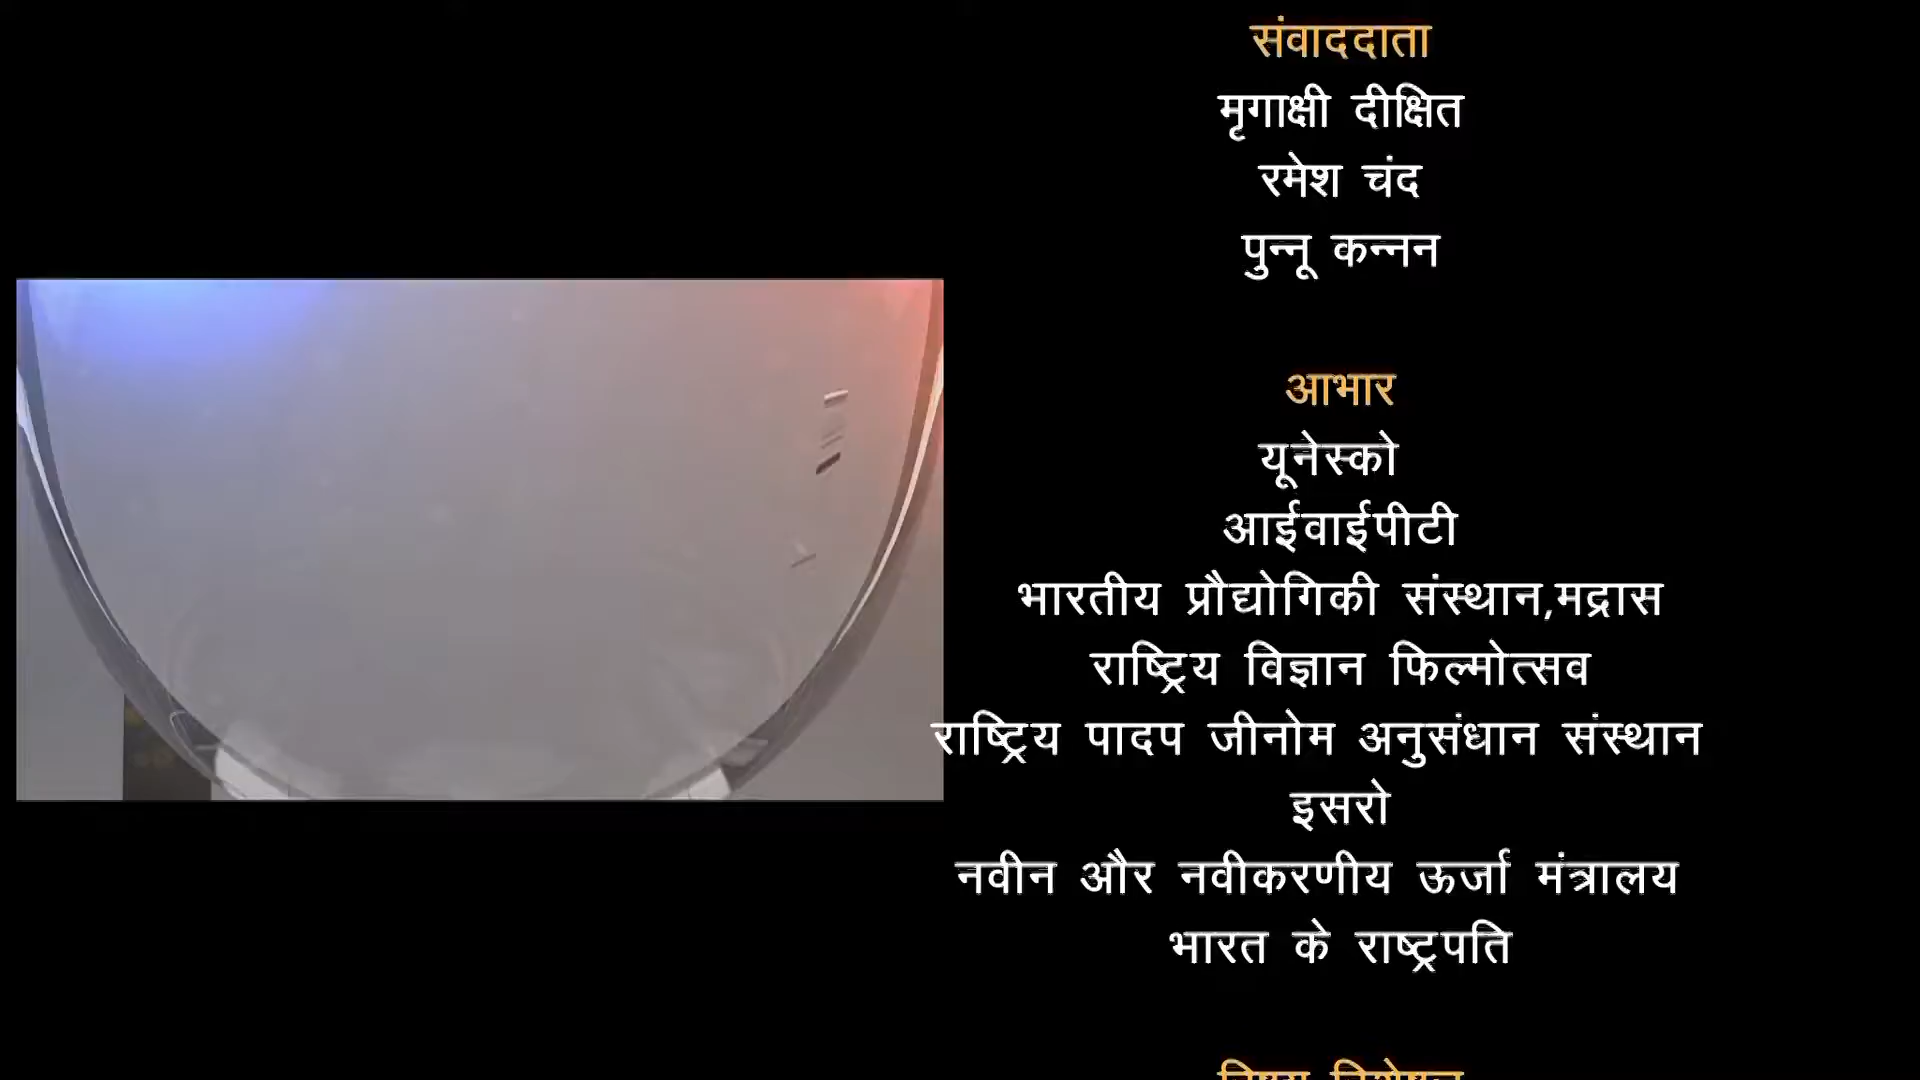 संवाददाता
मृगाक्षी दीक्षित
रमेश चंद
पुन्नू कन्नन
आभार
यूनेस्को
आईवाईपीटी
भारतीय प्रौद्योगिकी संस्थान,मद्रास
राष्ट्रिय विज्ञान फिल्मोत्सव
राष्ट्रिय पादप जीनोम अनुसंधान संस्थान
इसरो
नवीन और नवीकरणीय ऊर्जा मंत्रालय
भारत के राष्ट्रपति